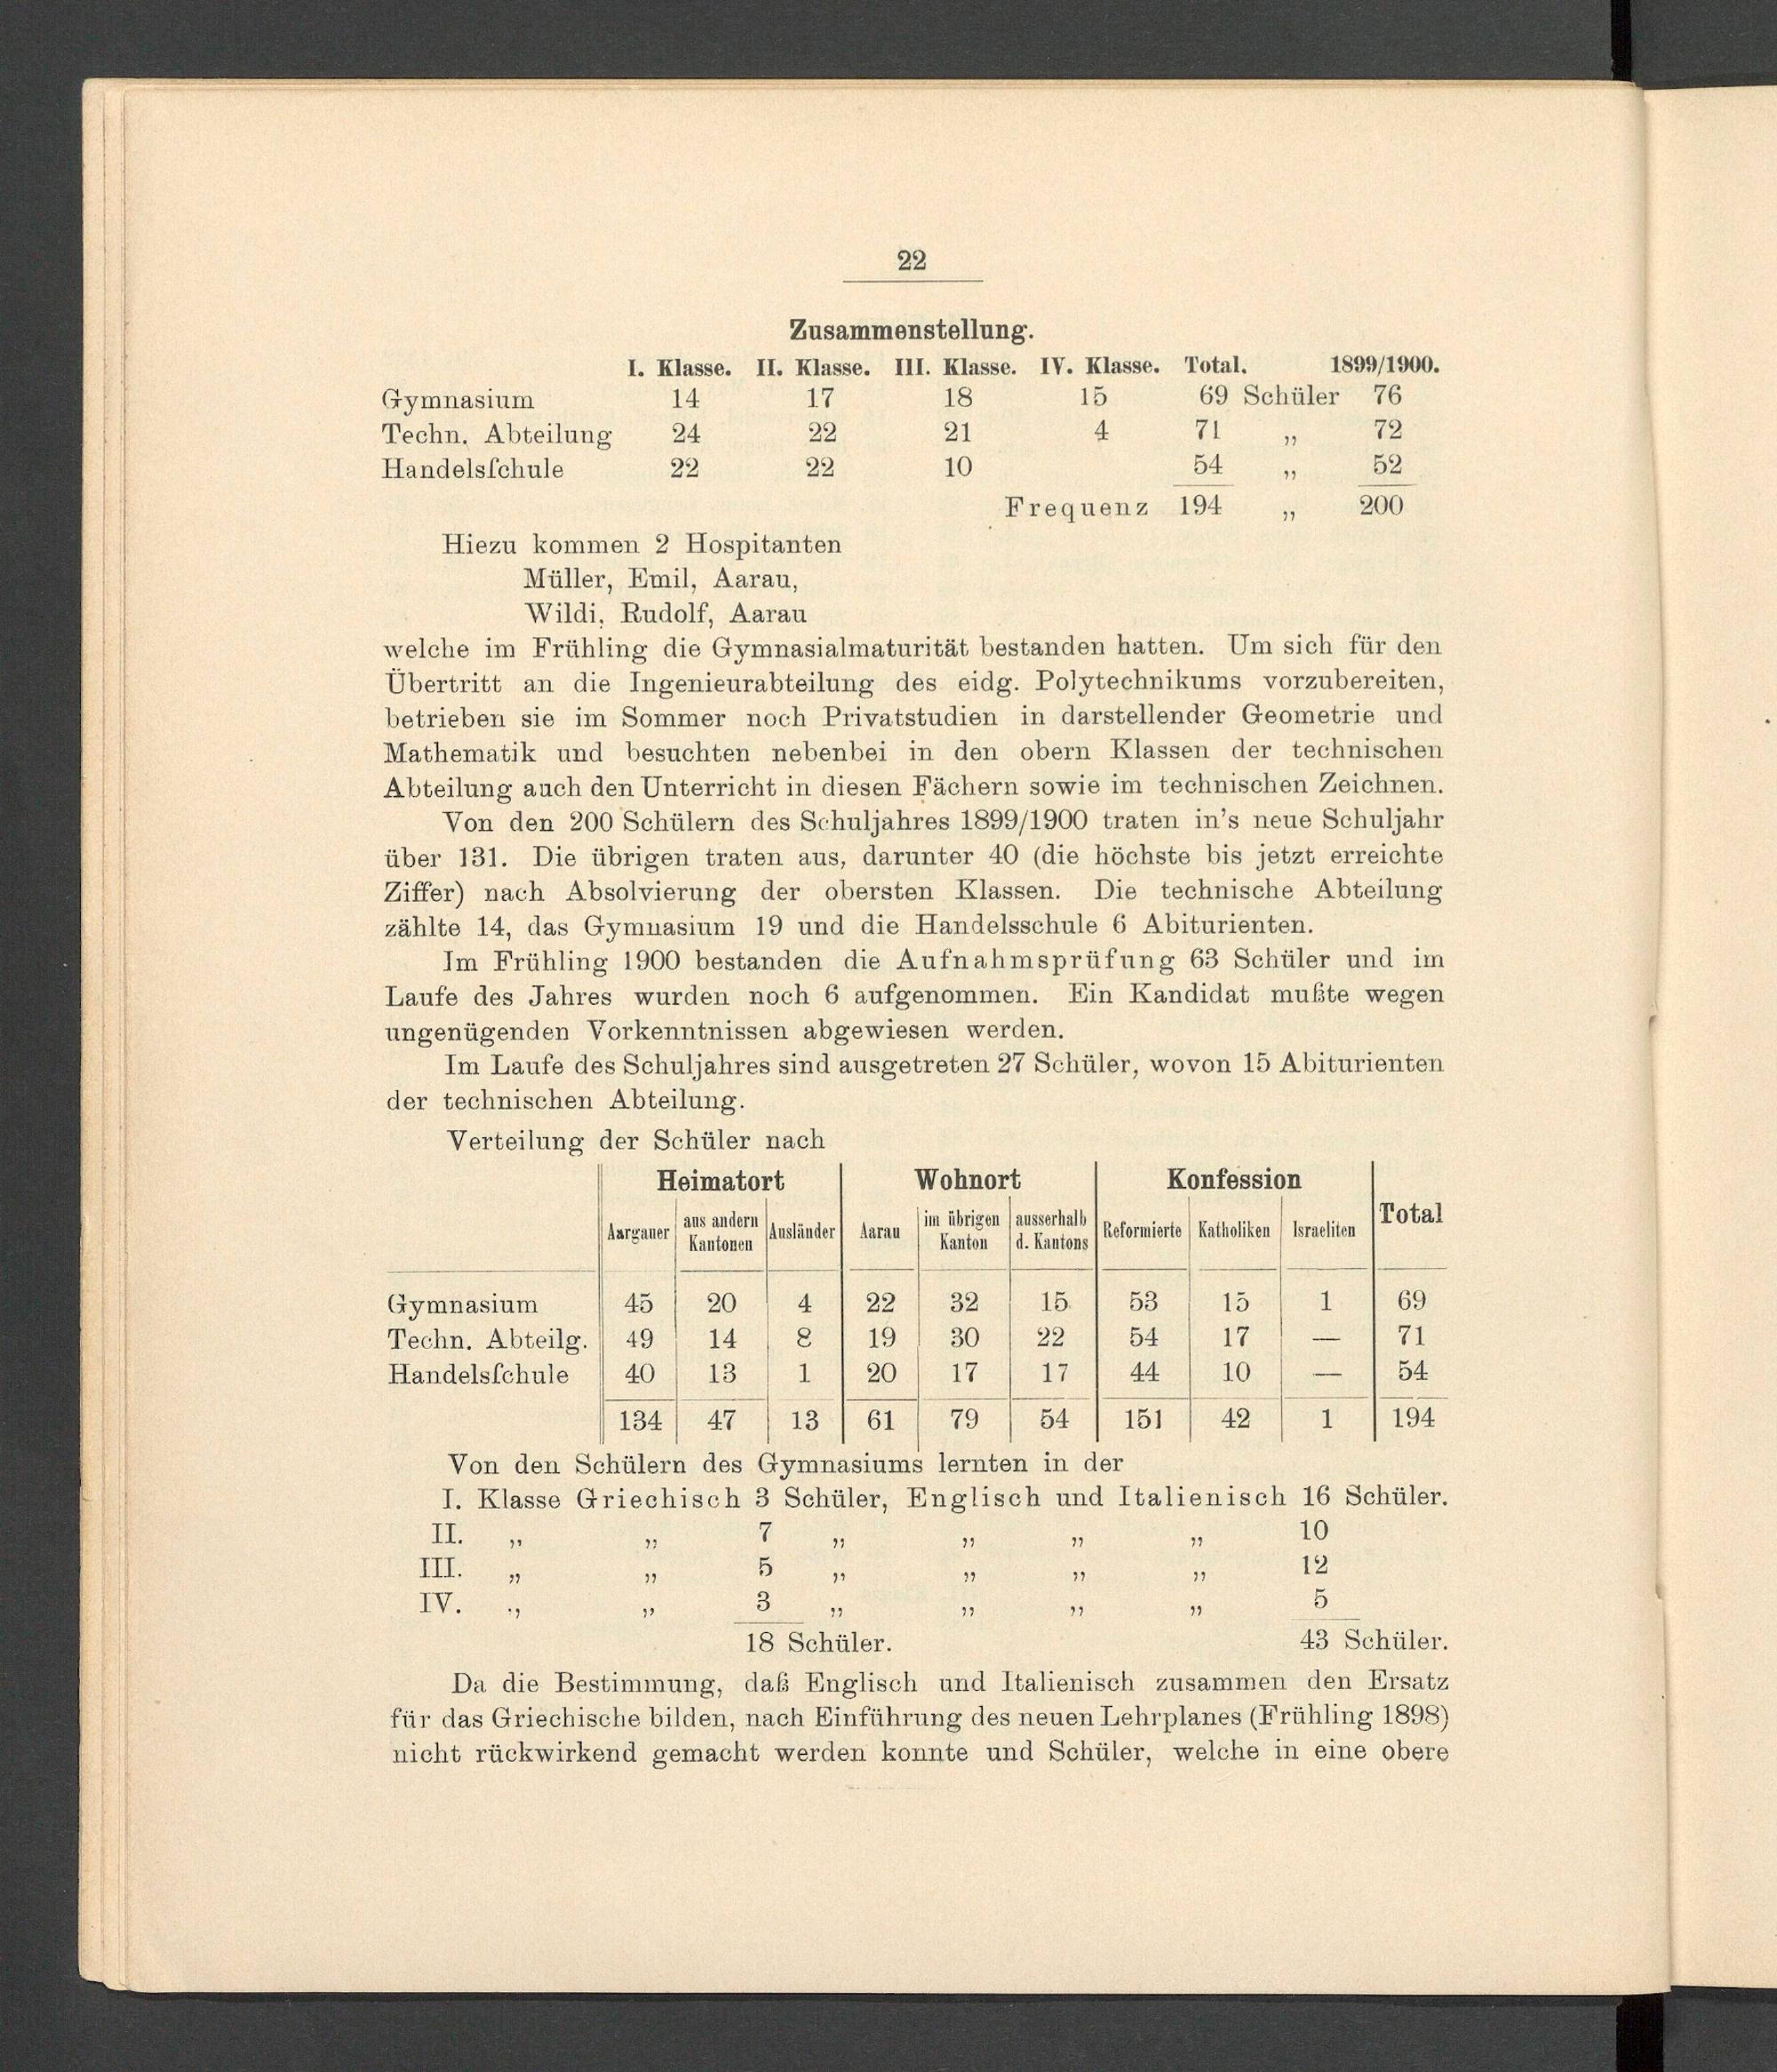 22
Zusammenstellung.
I. Klasse. II. Klasse. III. Klasse. IV. Klasse. Total. 1899/1900.
Gymnasium 14 17 18 15 69 Schüler 76
Techn. Abteilung 24 22 21 4 71 „ 72
Handelsſchule 22 22 10 54 „ 52
Frequenz 194 „ 200
Hiezu kommen 2 Hospitanten
Müller, Emil, Aarau,
Wildi, Rudolf, Aarau
welche im Frühling die Gymnasialmaturität bestanden hatten. Um sich für den
Übertritt an die Ingenieurabteilung des eidg. Polytechnikums vorzubereiten,
betrieben sie im Sommer noch Privatstudien in darstellender Geometrie und
Mathematik und besuchten nebenbei in den obern Klassen der technischen
Abteilung auch den Unterricht in diesen Fächern sowie im technischen Zeichnen.
Von den 200 Schülern des Schuljahres 1899/1900 traten in's neue Schuljahr
über 131. Die übrigen traten aus, darunter 40 (die höchste bis jetzt erreichte
Ziffer) nach Absolvierung der obersten Klassen. Die technische Abteilung
zählte 14, das Gymnasium 19 und die Handelsschule 6 Abiturienten.
Im Frühling 1900 bestanden die Aufnahmsprüfung 63 Schüler und im
Laufe des Jahres wurden noch 6 aufgenommen. Ein Kandidat mußte wegen
ungenügenden Vorkenntnissen abgewiesen werden.
Im Laufe des Schuljahres sind ausgetreten 27 Schüler, wovon 15 Abiturienten
der technischen Abteilung.
Verteilung der Schüler nach
Heimatort Wohnort Konfession Total
Aargauer aus andern Kantonen Ausländer Aarau im übrigen Kanton ausserhalb d. Kantons Reformierte Katholiken Israeliten
Gymnasium 45 20 4 22 32 15 53 15 1 69
Techn. Abteilg. 49 14 8 19 30 22 54 17 — 71
Handelsſchule 40 13 1 20 17 17 44 10 — 54
134 47 13 61 79 54 151 42 1 194
Von den Schülern des Gymnasiums lernten in der
I. Klasse Griechisch 3 Schüler, Englisch und Italienisch 16 Schüler.
II. „ „ 7 „ „ „ „ 10
III. „ „ 5 „ „ „ „ 12
IV. „ „ 3 „ „ „ „ 5
18 Schüler. 43 Schüler.
Da die Bestimmung, daß Englisch und Italienisch zusammen den Ersatz
für das Griechische bilden, nach Einführung des neuen Lehrplanes (Frühling 1898)
nicht rückwirkend gemacht werden konnte und Schüler, welche in eine obere